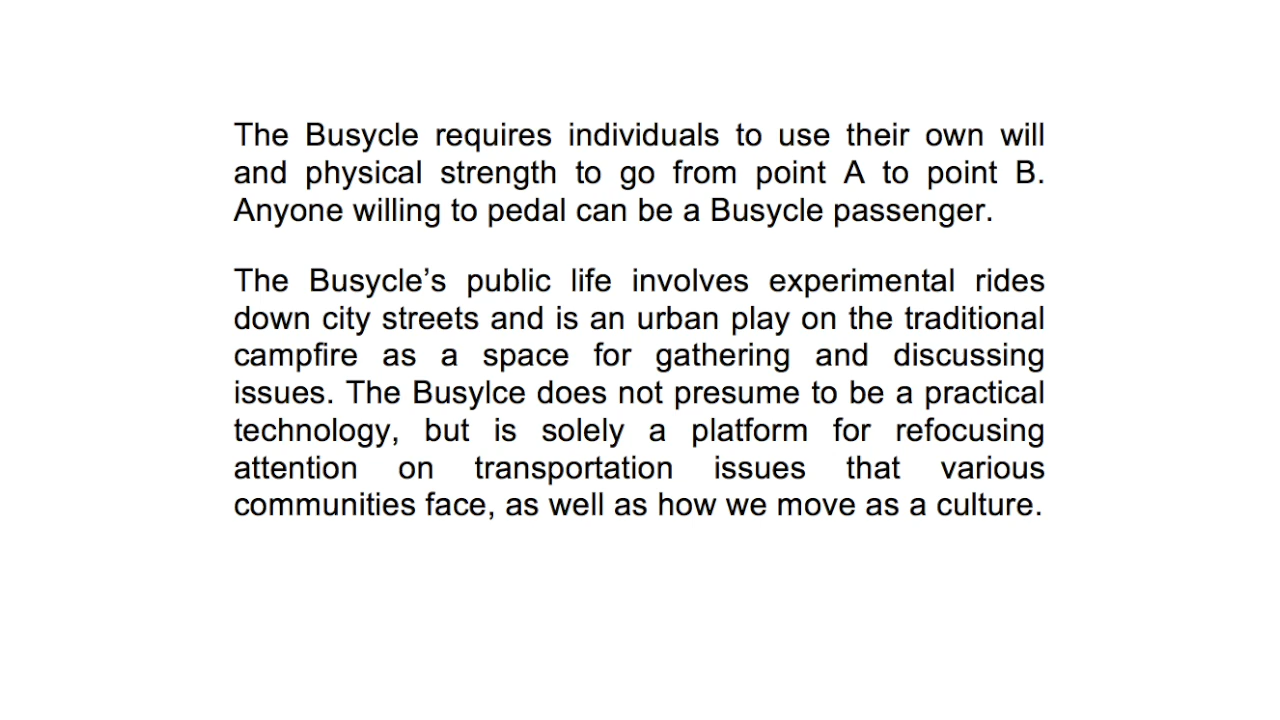 The Busycle requires individuals to use their own will
and physical strength to go from point A to point B.
Anyone willing to pedal can be a Busycle passenger.
The Busycle’s public life involves experimental rides
down city streets and is an urban play on the traditional
campfire as a space for gathering and discussing
issues. The Busylce does not presume to be a practical
technology, but is solely a platform for refocusing
attention on transportation issues that various
communities face, as well as how we move as a culture.